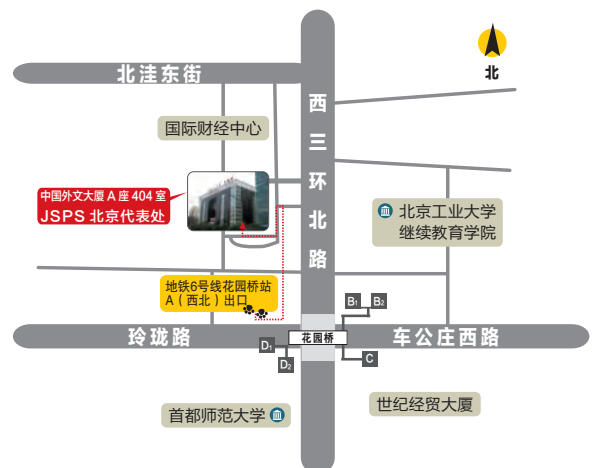 北洼东街
北
西三环北路
国际财经中心
中国外文大厦 A 座 404 室
JSPS 北京代表处
北京工业大学
继续教育学院
地铁6号线花园桥站
A（西北）出口
B1
B2
玲珑路
花园桥
车公庄西路
D1
D2
C
世纪经贸大厦
首都师范大学